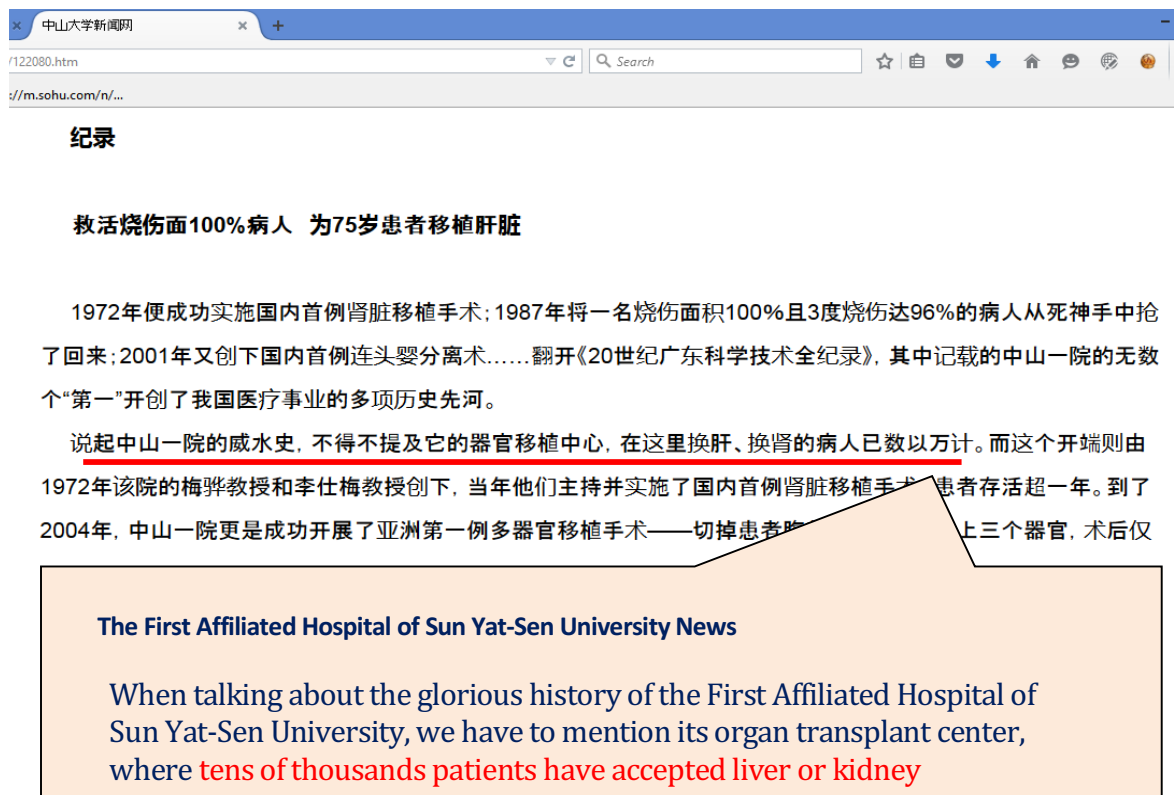 中山大学新闻网
/122080.htm
Search
://m.sohu.com/n/...
纪录
救活烧伤面100%病人 为75岁患者移植肝脏
1972年便成功实施国内首例肾脏移植手术;1987年将一名烧伤面积100%且3度烧伤达96%的病人从死神手中抢
了回来;2001年又创下国内首例连头婴分离术……翻开《20世纪广东科学技术全纪录》, 其中记载的中山一院的无数
个“第一”开创了我国医疗事业的多项历史先河。
说起中山一院的威水史, 不得不提及它的器官移植中心, 在这里换肝、换肾的病人已数以万计。而这个开端则由
1972年该院的梅骅教授和李仕梅教授创下, 当年他们主持并实施了国内首例肾脏移植手术 患者存活超一年。到了
2004年, 中山一院更是成功开展了亚洲第一例多器官移植手术——切掉患者 上三个器官, 术后仅
The First Affiliated Hospital of Sun Yat-Sen University News
When talking about the glorious history of the First Affiliated Hospital of
Sun Yat-Sen University, we have to mention its organ transplant center,
where tens of thousands patients have accepted liver or kidney